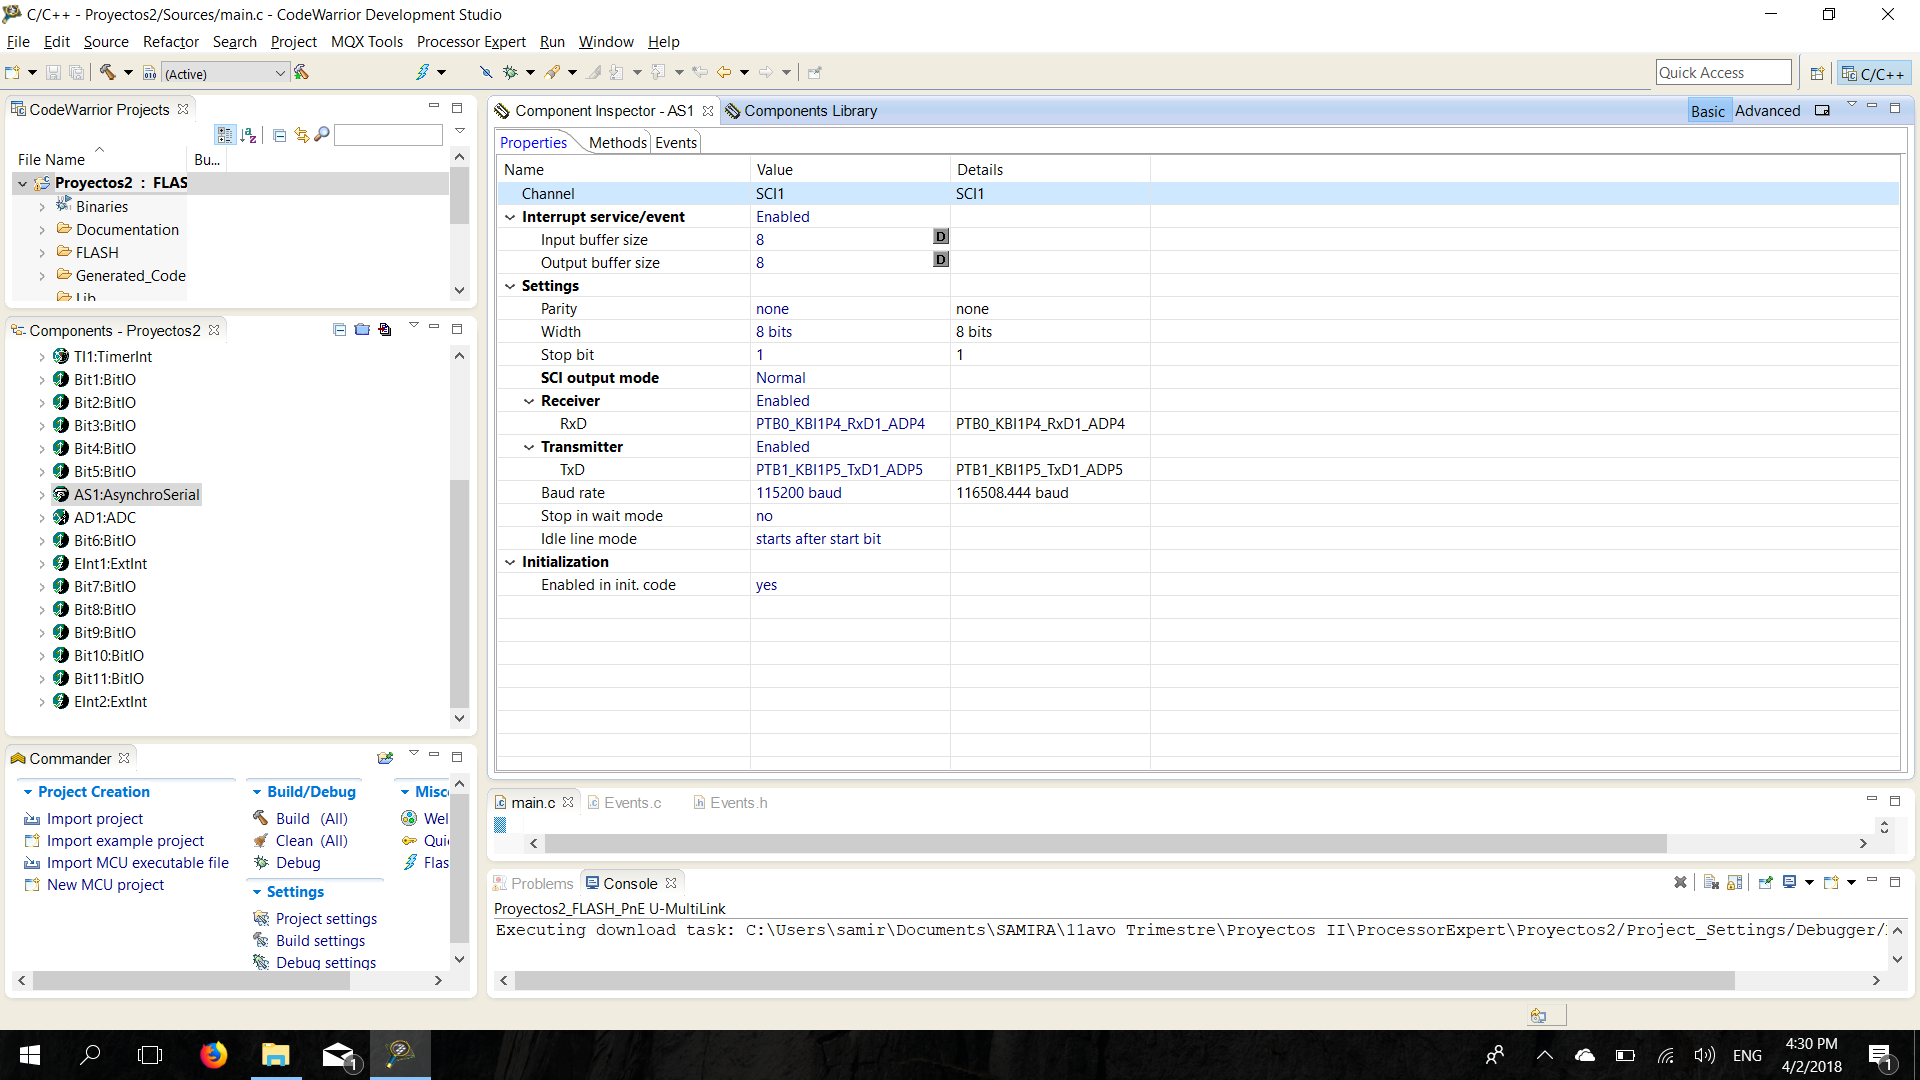 C/C++ - Proyectos2/Sources/main.c - CodeWarrior Development Studio
File Edit Source Refactor Search Project MQX Tools Processor Expert Run Window Help
(Active)
Quick Access
C/C++
CodeWarrior Projects
File Name Bu...
Proyectos2 : FLAS
Binaries
Documentation
FLASH
Generated_Code
Lib
Components - Proyectos2
TI1:TimerInt
Bit1:BitIO
Bit2:BitIO
Bit3:BitIO
Bit4:BitIO
Bit5:BitIO
AS1:AsynchroSerial
AD1:ADC
Bit6:BitIO
EInt1:ExtInt
Bit7:BitIO
Bit8:BitIO
Bit9:BitIO
Bit10:BitIO
Bit11:BitIO
EInt2:ExtInt
Commander
Project Creation
Import project
Import example project
Import MCU executable file
New MCU project
Build/Debug
Build (All)
Clean (All)
Debug
Settings
Project settings
Build settings
Debug settings
Misc
Wel
Qui
Flas
Component Inspector - AS1 Components Library
Basic Advanced
Properties Methods Events
Name Value Details
Channel SCI1 SCI1
Interrupt service/event Enabled
Input buffer size 8 D
Output buffer size 8 D
Settings
Parity none none
Width 8 bits 8 bits
Stop bit 1 1
SCI output mode Normal
Receiver Enabled
RxD PTB0_KBI1P4_RxD1_ADP4 PTB0_KBI1P4_RxD1_ADP4
Transmitter Enabled
TxD PTB1_KBI1P5_TxD1_ADP5 PTB1_KBI1P5_TxD1_ADP5
Baud rate 115200 baud 116508.444 baud
Stop in wait mode no
Idle line mode starts after start bit
Initialization
Enabled in init. code yes
main.c Events.c Events.h
Problems Console
Proyectos2_FLASH_PnE U-MultiLink
Executing download task: C:\Users\samir\Documents\SAMIRA\11avo Trimestre\Proyectos II\ProcessorExpert\Proyectos2/Project_Settings/Debugger/
1
ENG
4:30 PM
4/2/2018
1